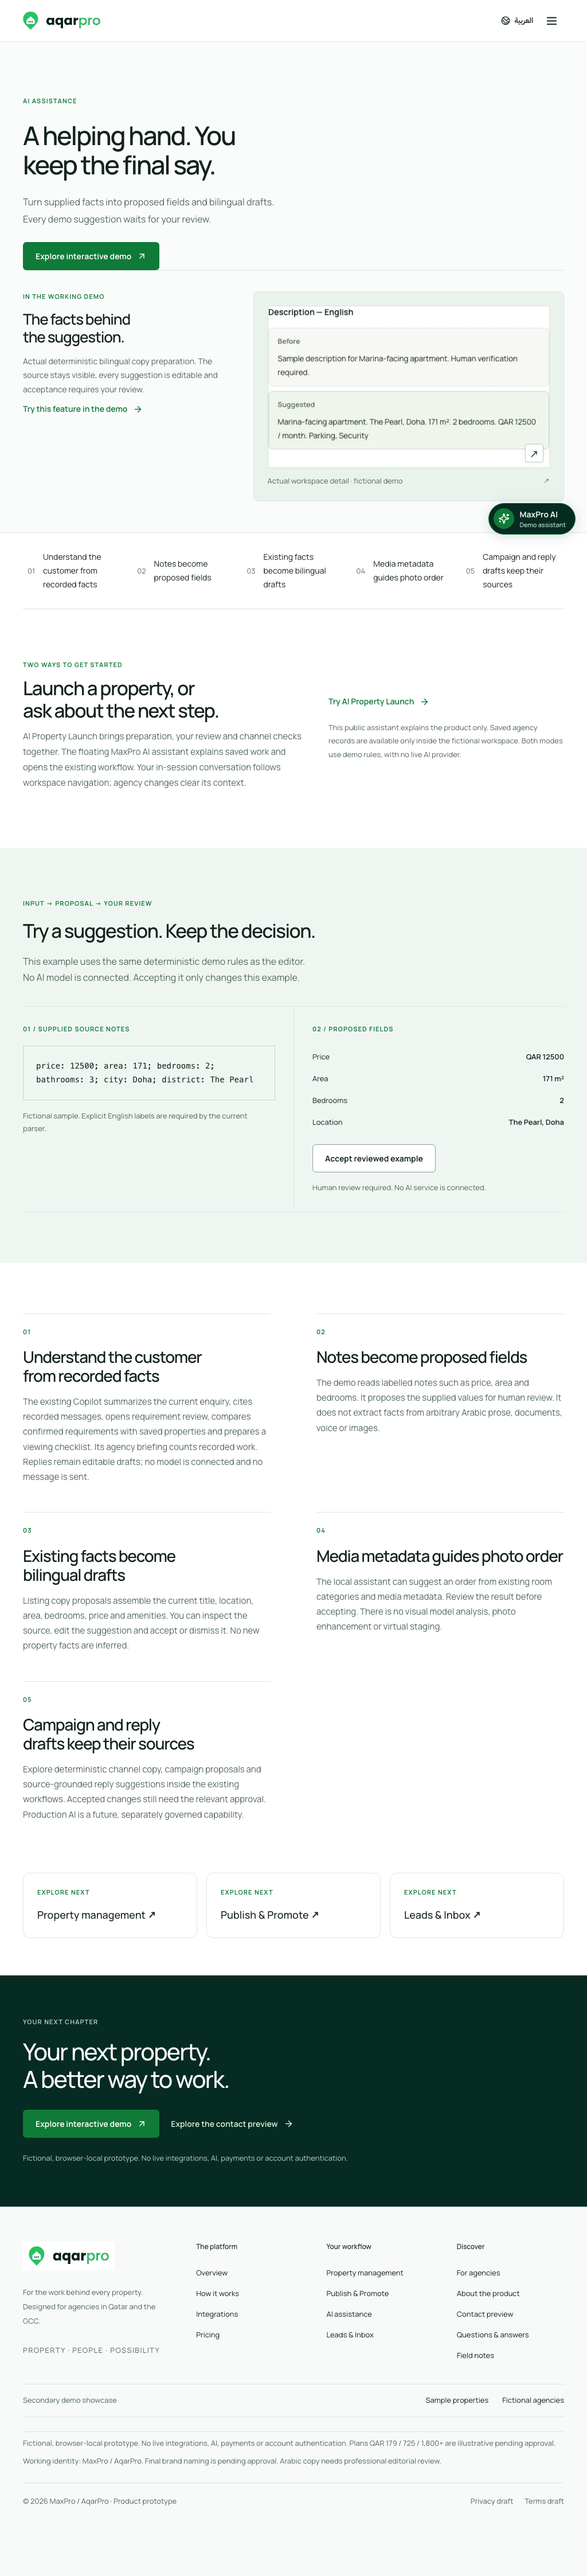 aqarpro
العربية
AI ASSISTANCE
A helping hand. You
keep the final say.
Turn supplied facts into proposed fields and bilingual drafts.
Every demo suggestion waits for your review.
Explore interactive demo ↗
IN THE WORKING DEMO
The facts behind
the suggestion.
Actual deterministic bilingual copy preparation. The
source stays visible, every suggestion is editable and
acceptance requires your review.
Try this feature in the demo →
Description — English
Before
Sample description for Marina-facing apartment. Human verification
required.
Suggested
Marina-facing apartment. The Pearl, Doha. 171 m². 2 bedrooms. QAR 12500
/ month. Parking, Security
↗
Actual workspace detail · fictional demo ↗
MaxPro AI
Demo assistant
01 Understand the
customer from
recorded facts
02 Notes become
proposed fields
03 Existing facts
become bilingual
drafts
04 Media metadata
guides photo order
05 Campaign and reply
drafts keep their
sources
TWO WAYS TO GET STARTED
Launch a property, or
ask about the next step.
AI Property Launch brings preparation, your review and channel checks
together. The floating MaxPro AI assistant explains saved work and
opens the existing workflow. Your in-session conversation follows
workspace navigation; agency changes clear its context.
Try AI Property Launch →
This public assistant explains the product only. Saved agency
records are available only inside the fictional workspace. Both modes
use demo rules, with no live AI provider.
INPUT → PROPOSAL → YOUR REVIEW
Try a suggestion. Keep the decision.
This example uses the same deterministic demo rules as the editor.
No AI model is connected. Accepting it only changes this example.
01 / SUPPLIED SOURCE NOTES
price: 12500; area: 171; bedrooms: 2;
bathrooms: 3; city: Doha; district: The Pearl
Fictional sample. Explicit English labels are required by the current
parser.
02 / PROPOSED FIELDS
Price QAR 12500
Area 171 m²
Bedrooms 2
Location The Pearl, Doha
Accept reviewed example
Human review required. No AI service is connected.
01
Understand the customer
from recorded facts
The existing Copilot summarizes the current enquiry, cites
recorded messages, opens requirement review, compares
confirmed requirements with saved properties and prepares a
viewing checklist. Its agency briefing counts recorded work.
Replies remain editable drafts; no model is connected and no
message is sent.
02
Notes become proposed fields
The demo reads labelled notes such as price, area and
bedrooms. It proposes the supplied values for human review. It
does not extract facts from arbitrary Arabic prose, documents,
voice or images.
03
Existing facts become
bilingual drafts
Listing copy proposals assemble the current title, location,
area, bedrooms, price and amenities. You can inspect the
source, edit the suggestion and accept or dismiss it. No new
property facts are inferred.
04
Media metadata guides photo order
The local assistant can suggest an order from existing room
categories and media metadata. Review the result before
accepting. There is no visual model analysis, photo
enhancement or virtual staging.
05
Campaign and reply
drafts keep their sources
Explore deterministic channel copy, campaign proposals and
source-grounded reply suggestions inside the existing
workflows. Accepted changes still need the relevant approval.
Production AI is a future, separately governed capability.
EXPLORE NEXT
Property management ↗
EXPLORE NEXT
Publish & Promote ↗
EXPLORE NEXT
Leads & Inbox ↗
YOUR NEXT CHAPTER
Your next property.
A better way to work.
Explore interactive demo ↗
Explore the contact preview →
Fictional, browser-local prototype. No live integrations, AI, payments or account authentication.
aqarpro
For the work behind every property.
Designed for agencies in Qatar and the
GCC.
PROPERTY · PEOPLE · POSSIBILITY
The platform
Overview
How it works
Integrations
Pricing
Your workflow
Property management
Publish & Promote
AI assistance
Leads & Inbox
Discover
For agencies
About the product
Contact preview
Questions & answers
Field notes
Secondary demo showcase
Sample properties
Fictional agencies
Fictional, browser-local prototype. No live integrations, AI, payments or account authentication. Plans QAR 179 / 725 / 1,800+ are illustrative pending approval.
Working identity: MaxPro / AqarPro. Final brand naming is pending approval. Arabic copy needs professional editorial review.
© 2026 MaxPro / AqarPro · Product prototype
Privacy draft
Terms draft